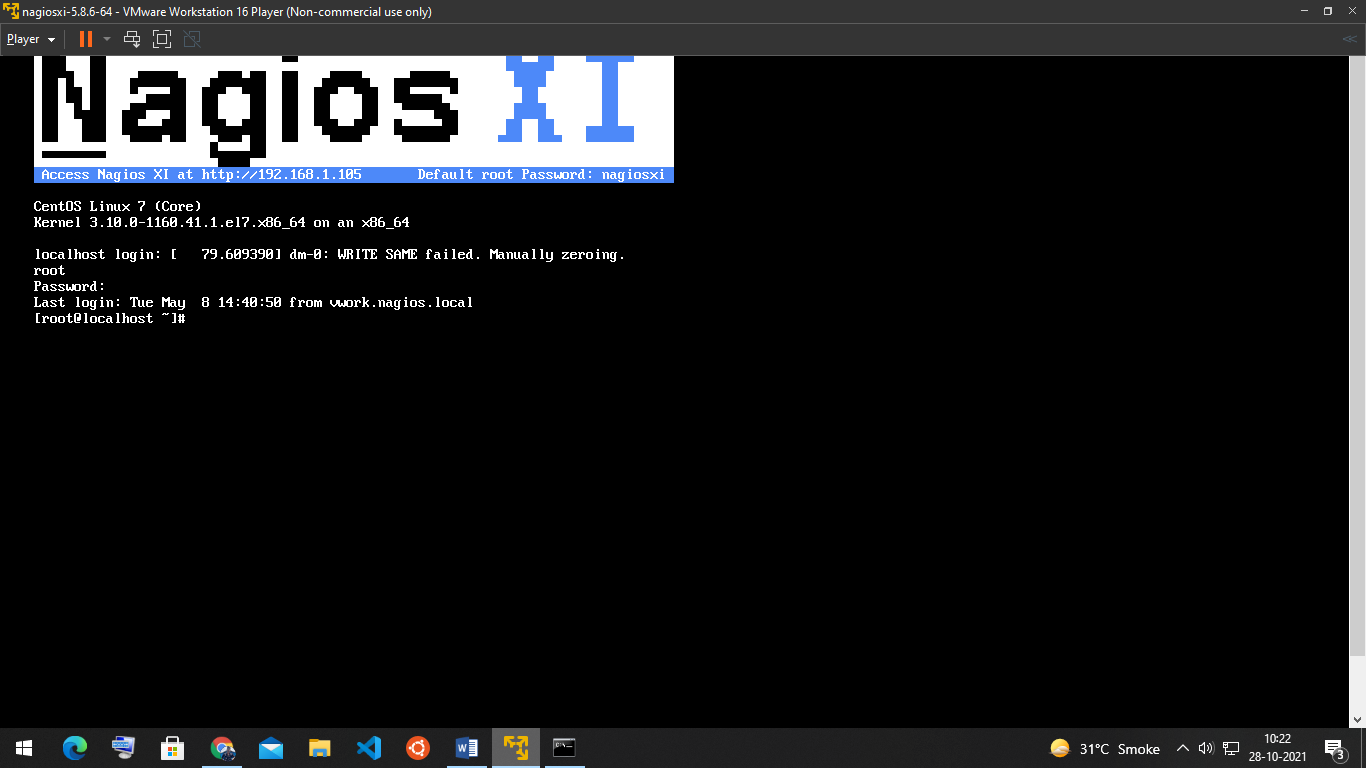 nagiosxi-5.8.6-64 - VMware Workstation 16 Player (Non-commercial use only)
Player
Nagios XI
Access Nagios XI at http://192.168.1.105 Default root Password: nagiosxi
CentOS Linux 7 (Core)
Kernel 3.10.0-1160.41.1.el7.x86_64 on an x86_64
localhost login: [   79.609390] dm-0: WRITE SAME failed. Manually zeroing.
root
Password:
Last login: Tue May  8 14:40:50 from vwork.nagios.local
[root@localhost ~]#
31°C Smoke
10:22
28-10-2021
3